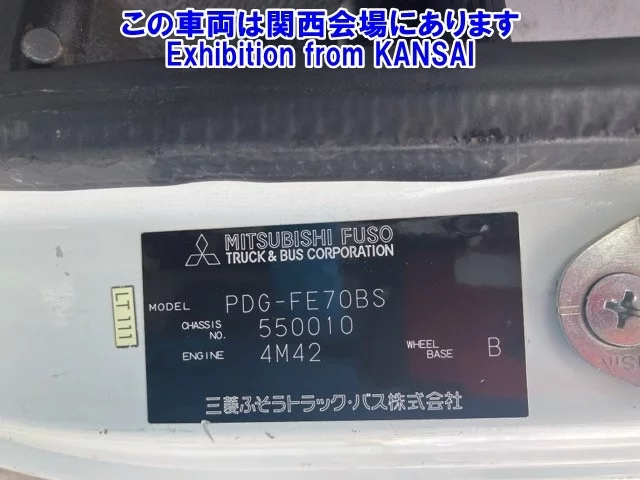 この車両は関西会場にあります
Exhibition from KANSAI
MITSUBISHI FUSO
TRUCK & BUS CORPORATION
MODEL PDG-FE70BS
CHASSIS NO. 550010
ENGINE 4M42 WHEEL BASE B
三菱ふそうトラック・バス株式会社
LT111